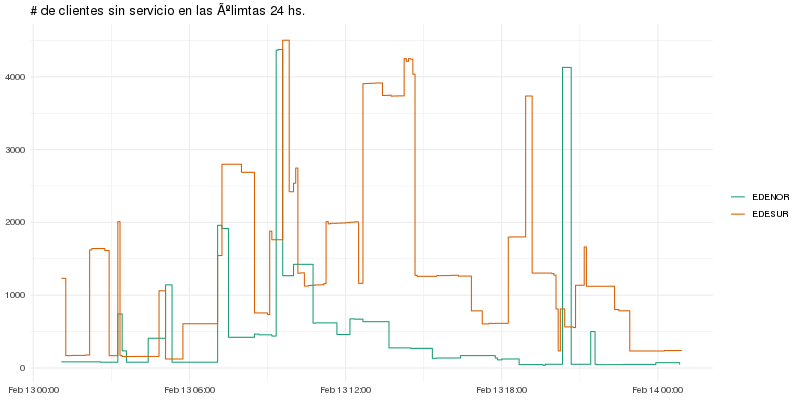 # de clientes sin servicio en las Ãºlimtas 24 hs.
4000
3000
2000
1000
0
Feb 13 00:00
Feb 13 06:00
Feb 13 12:00
Feb 13 18:00
Feb 14 00:00
EDENOR
EDESUR